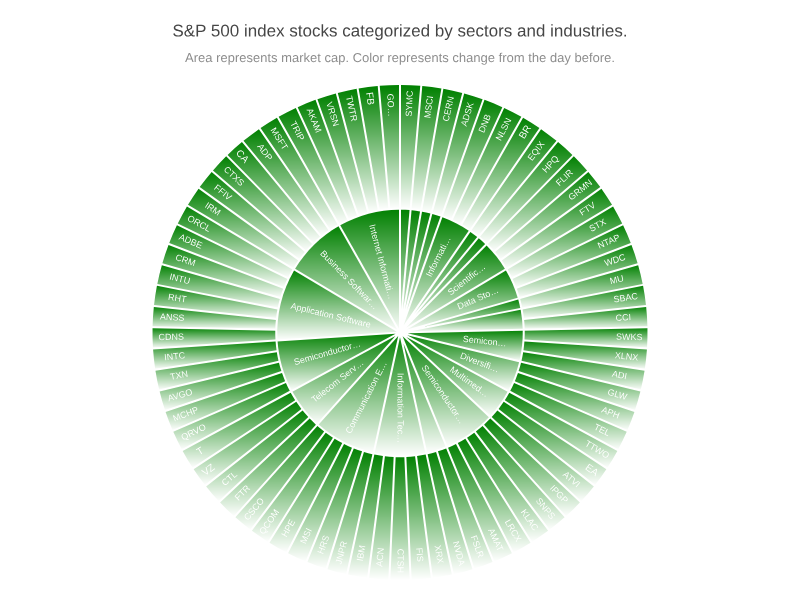 S&P 500 index stocks categorized by sectors and industries.
Area represents market cap. Color represents change from the day before.
SYMC
MSCI
CERN
ADSK
DNB
NLSN
BR
EQIX
HPQ
FLIR
GRMN
FTV
STX
NTAP
WDC
MU
SBAC
CCI
SWKS
XLNX
ADI
GLW
APH
TEL
TTWO
EA
ATVI
IPGP
SNPS
KLAC
LRCX
AMAT
FSLR
NVDA
XRX
FIS
CTSH
ACN
IBM
JNPR
HRS
MSI
HPE
QCOM
CSCO
FTR
CTL
VZ
T
QRVO
MCHP
AVGO
TXN
INTC
CDNS
ANSS
RHT
INTU
CRM
ADBE
ORCL
IRM
FFIV
CTXS
CA
ADP
MSFT
TRIP
AKAM
VRSN
TWTR
FB
GO...
Informati...
Scientific...
Data Sto...
Semicon...
Diversifi...
Multimed...
Semiconductor...
Information Tec...
Communication E...
Telecom Serv...
Semiconductor...
Application Software
Business Softwar...
Internet Informati...